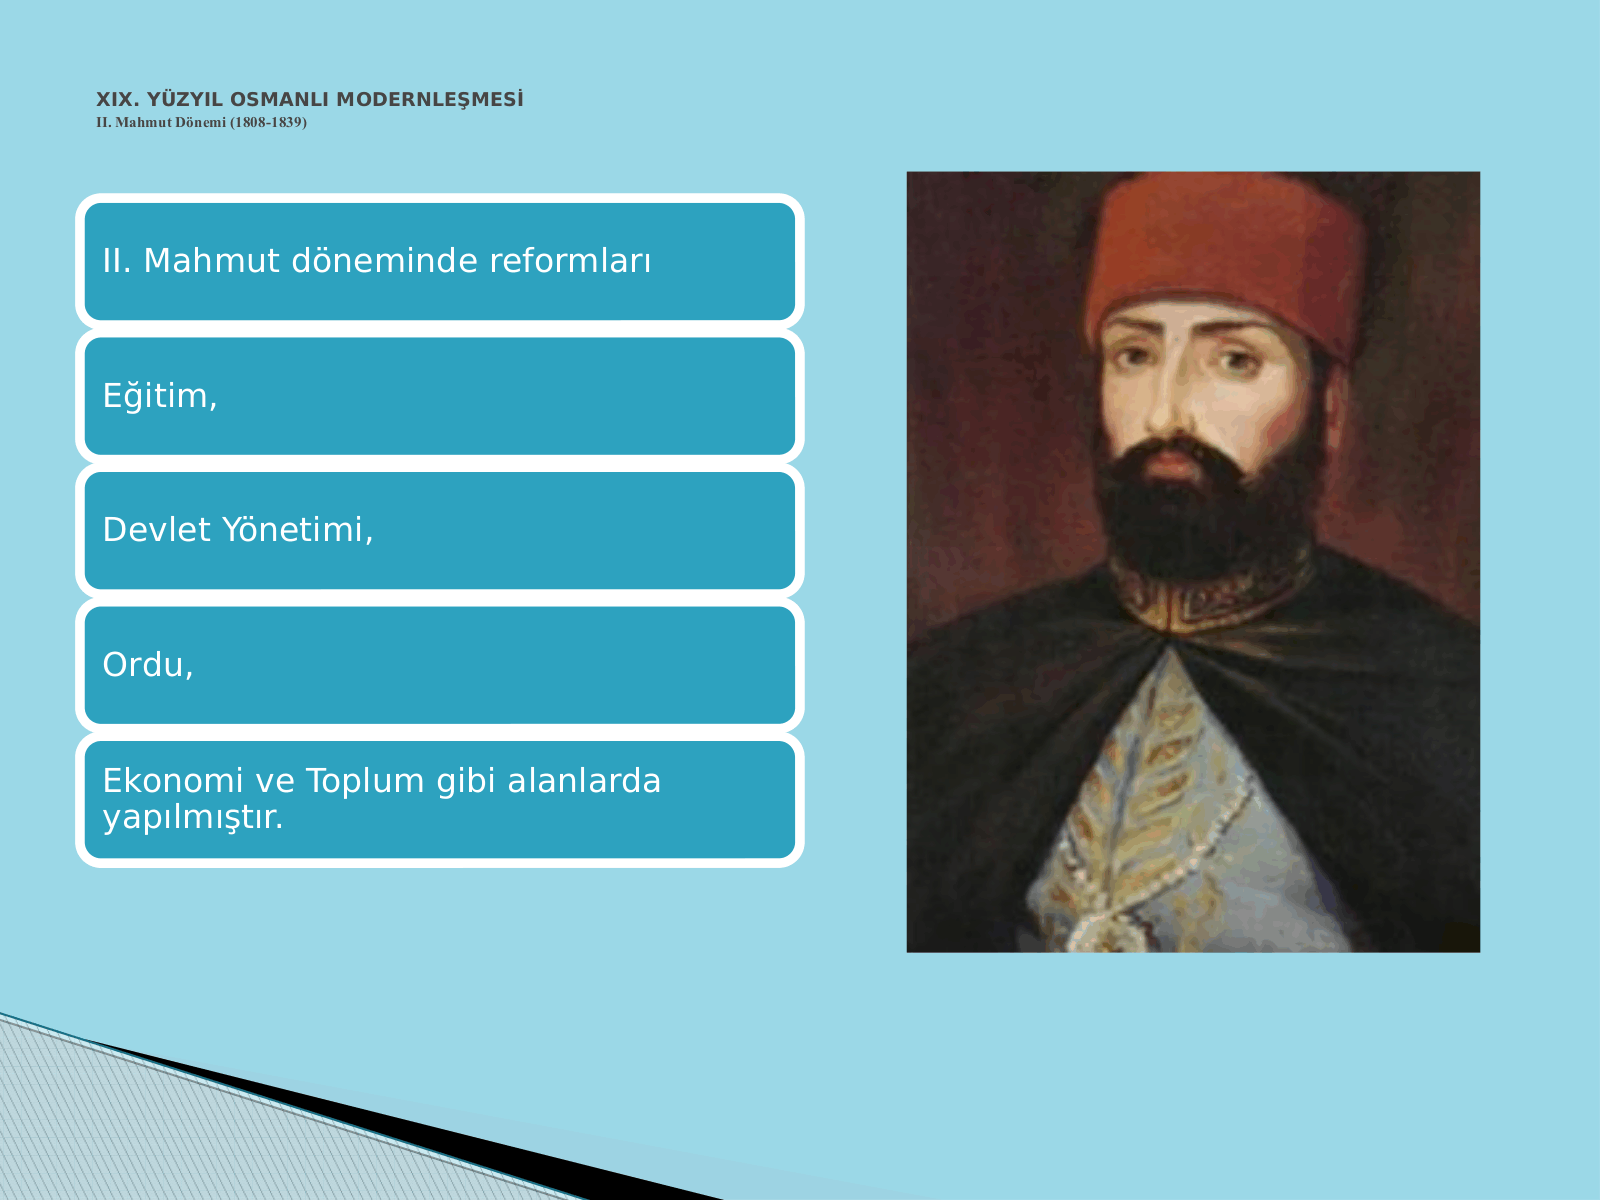 XIX. YÜZYIL OSMANLI MODERNLEŞMESİ
II. Mahmut Dönemi (1808-1839)
II. Mahmut döneminde reformları
Eğitim,
Devlet Yönetimi,
Ordu,
Ekonomi ve Toplum gibi alanlarda
yapılmıştır.